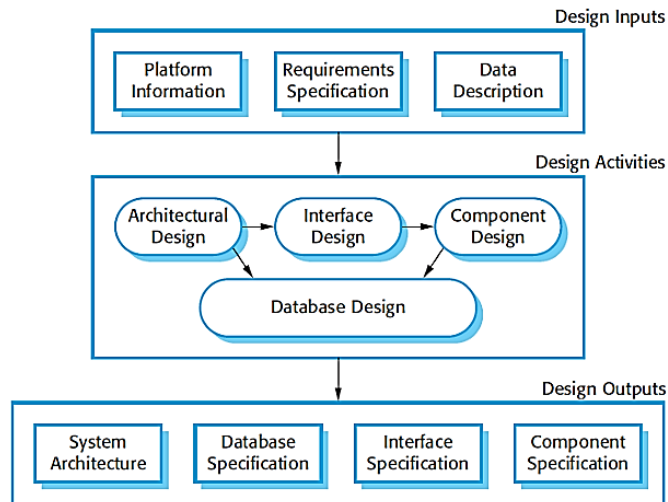 Design Inputs
Platform
Information
Requirements
Specification
Data
Description
Design Activities
Architectural
Design
Interface
Design
Component
Design
Database Design
Design Outputs
System
Architecture
Database
Specification
Interface
Specification
Component
Specification